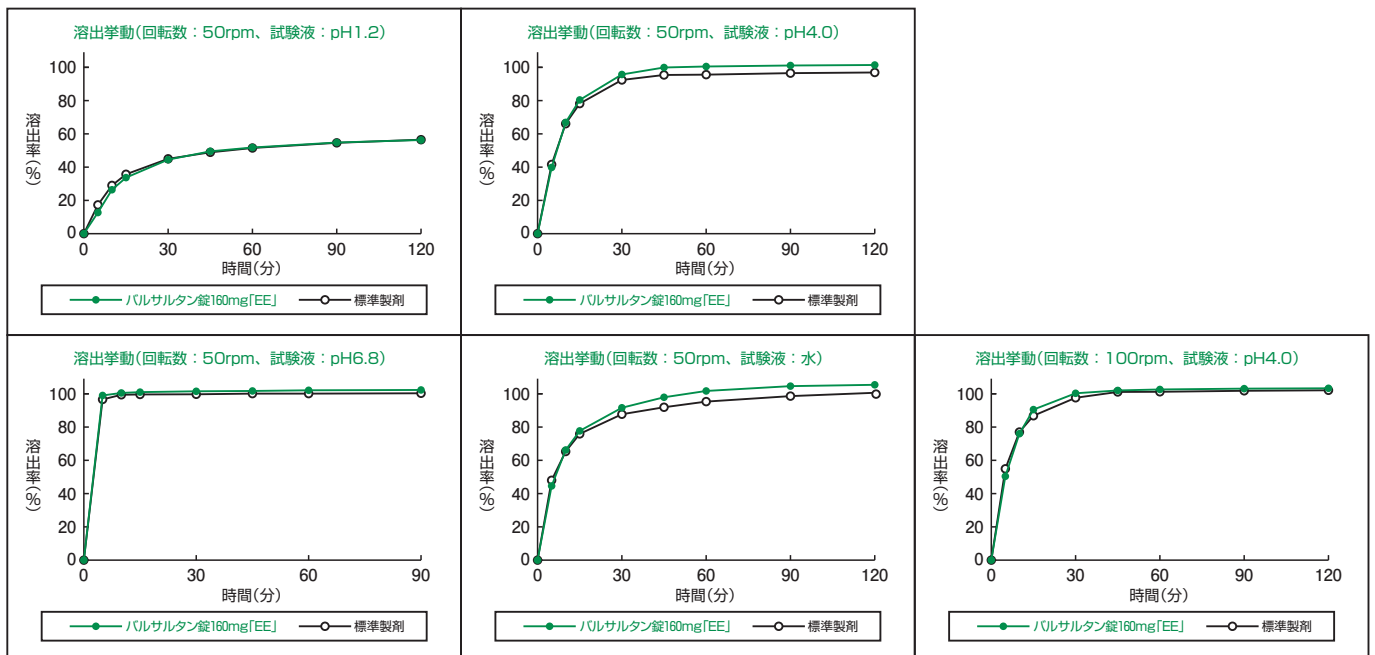 溶出挙動(回転数：50rpm、試験液：pH1.2)
溶出率(%)
100
80
60
40
20
0
0 30 60 90 120
時間(分)
バルサルタン錠160mg「EE」 標準製剤
溶出挙動(回転数：50rpm、試験液：pH4.0)
溶出率(%)
100
80
60
40
20
0
0 30 60 90 120
時間(分)
バルサルタン錠160mg「EE」 標準製剤
溶出挙動(回転数：50rpm、試験液：pH6.8)
溶出率(%)
100
80
60
40
20
0
0 30 60 90
時間(分)
バルサルタン錠160mg「EE」 標準製剤
溶出挙動(回転数：50rpm、試験液：水)
溶出率(%)
100
80
60
40
20
0
0 30 60 90 120
時間(分)
バルサルタン錠160mg「EE」 標準製剤
溶出挙動(回転数：100rpm、試験液：pH4.0)
溶出率(%)
100
80
60
40
20
0
0 30 60 90 120
時間(分)
バルサルタン錠160mg「EE」 標準製剤